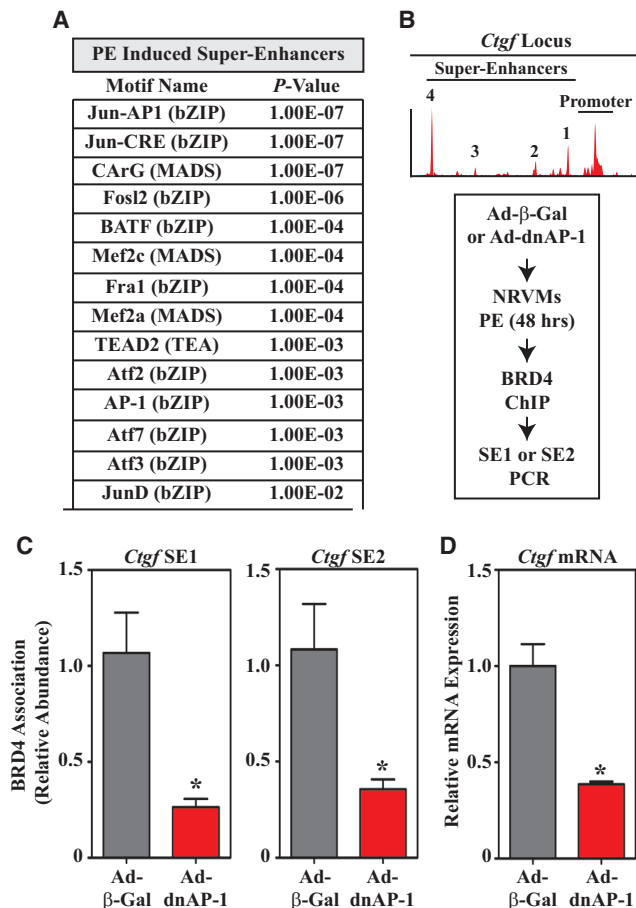 A
PE Induced Super-Enhancers
Motif Name P-Value
Jun-AP1 (bZIP) 1.00E-07
Jun-CRE (bZIP) 1.00E-07
CArG (MADS) 1.00E-07
Fosl2 (bZIP) 1.00E-06
BATF (bZIP) 1.00E-04
Mef2c (MADS) 1.00E-04
Fra1 (bZIP) 1.00E-04
Mef2a (MADS) 1.00E-04
TEAD2 (TEA) 1.00E-03
Atf2 (bZIP) 1.00E-03
AP-1 (bZIP) 1.00E-03
Atf7 (bZIP) 1.00E-03
Atf3 (bZIP) 1.00E-03
JunD (bZIP) 1.00E-02
B
Ctgf Locus
Super-Enhancers
Promoter
4 3 2 1
Ad-β-Gal
or Ad-dnAP-1
NRVMs
PE (48 hrs)
BRD4
ChIP
SE1 or SE2
PCR
C
Ctgf SE1
BRD4 Association
(Relative Abundance)
1.5
1.0
0.5
0
*
Ad-
β-Gal
Ad-
dnAP-1
Ctgf SE2
1.5
1.0
0.5
0
*
Ad-
β-Gal
Ad-
dnAP-1
D
Ctgf mRNA
Relative mRNA Expression
1.5
1.0
0.5
0
*
Ad-
β-Gal
Ad-
dnAP-1